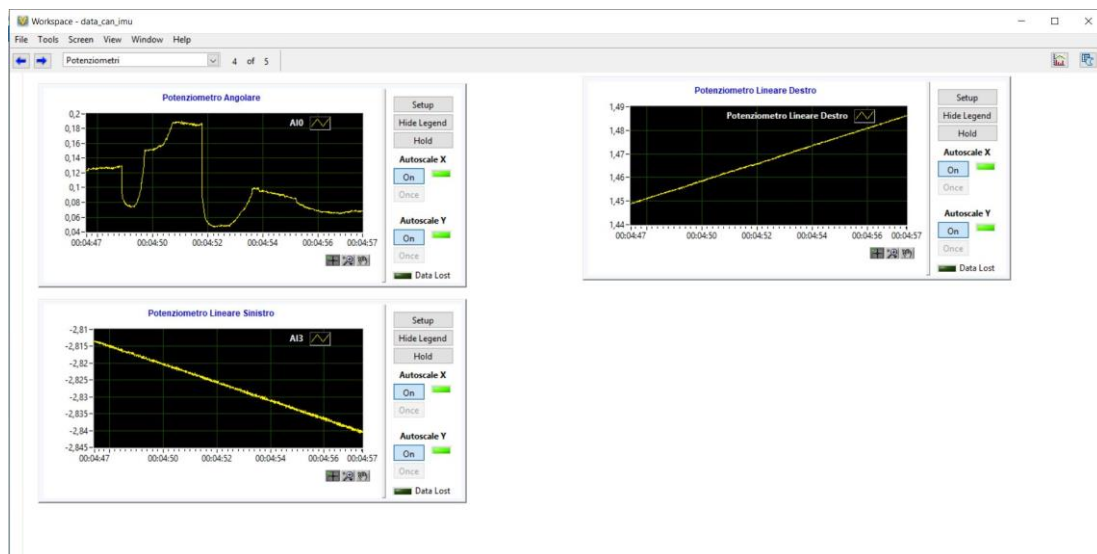 Workspace - data_can_imu
File Tools Screen View Window Help
Potenziometri 4 of 5
Potenziometro Angolare
AI0
0,2
0,18
0,16
0,14
0,12
0,1
0,08
0,06
0,04
00:04:47 00:04:50 00:04:52 00:04:54 00:04:56 00:04:57
Setup
Hide Legend
Hold
Autoscale X
On
Once
Autoscale Y
On
Once
Data Lost
Potenziometro Lineare Destro
Potenziometro Lineare Destro
1,49
1,48
1,47
1,46
1,45
1,44
00:04:47 00:04:50 00:04:52 00:04:54 00:04:56 00:04:57
Setup
Hide Legend
Hold
Autoscale X
On
Once
Autoscale Y
On
Once
Data Lost
Potenziometro Lineare Sinistro
AI3
-2,81
-2,815
-2,82
-2,825
-2,83
-2,835
-2,84
-2,845
00:04:47 00:04:50 00:04:52 00:04:54 00:04:56 00:04:57
Setup
Hide Legend
Hold
Autoscale X
On
Once
Autoscale Y
On
Once
Data Lost